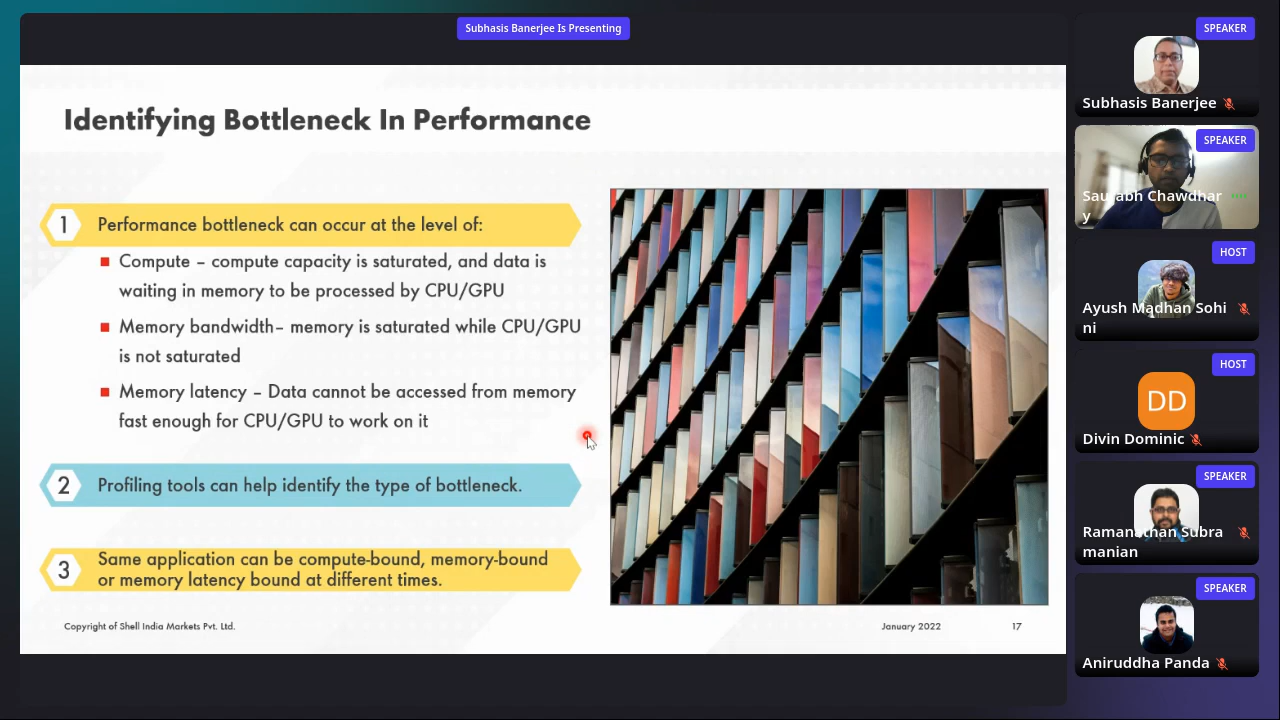 Subhasis Banerjee Is Presenting
Identifying Bottleneck In Performance
1
Performance bottleneck can occur at the level of:
Compute – compute capacity is saturated, and data is
waiting in memory to be processed by CPU/GPU
Memory bandwidth– memory is saturated while CPU/GPU
is not saturated
Memory latency – Data cannot be accessed from memory
fast enough for CPU/GPU to work on it
2
Profiling tools can help identify the type of bottleneck.
3
Same application can be compute-bound, memory-bound
or memory latency bound at different times.
Copyright of Shell India Markets Pvt. Ltd.
January 2022
17
SPEAKER
Subhasis Banerjee
SPEAKER
Saurabh Chawdhar
y
HOST
Ayush Madhan Sohi
ni
HOST
DD
Divin Dominic
SPEAKER
Ramanathan Subra
manian
SPEAKER
Aniruddha Panda